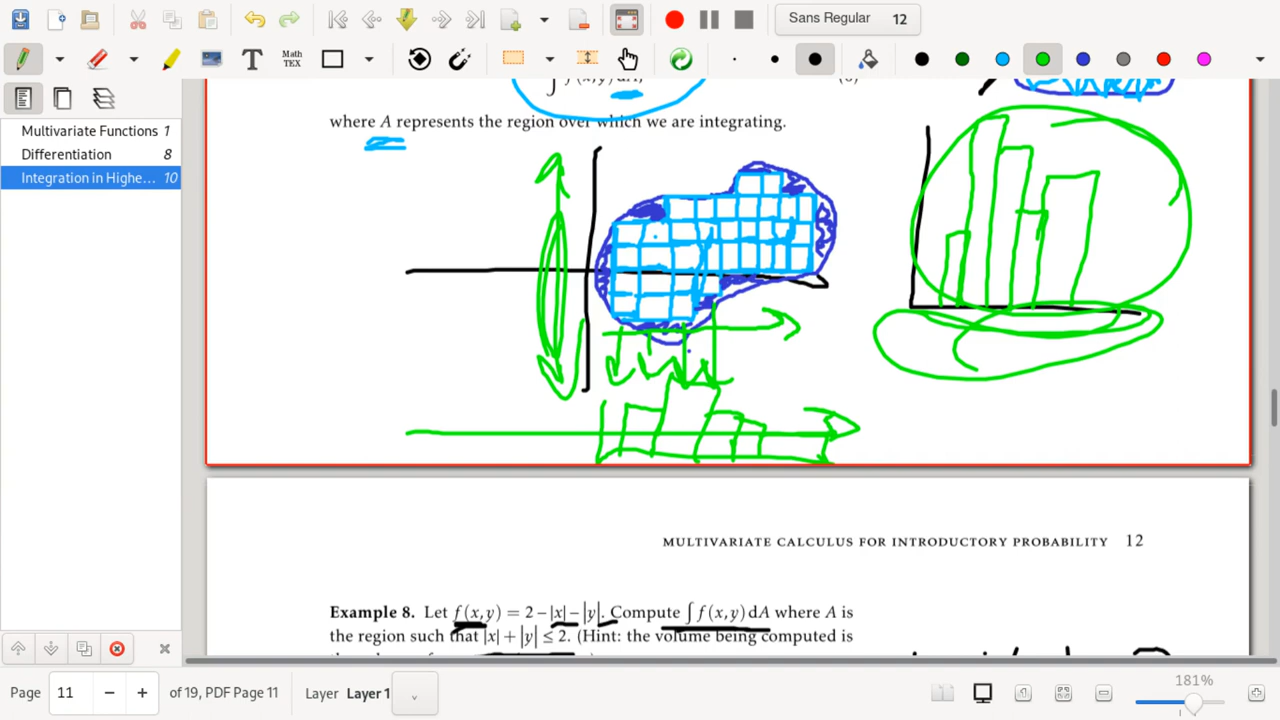 Sans Regular 12
T Math
TEX
Multivariate Functions 1
Differentiation 8
Integration in Highe... 10
where A represents the region over which we are integrating.
MULTIVARIATE CALCULUS FOR INTRODUCTORY PROBABILITY 12
Example 8. Let f(x,y) = 2−|x|−|y|. Compute ∫ f(x,y)dA where A is
the region such that |x|+|y| ≤ 2. (Hint: the volume being computed is
Page 11 of 19, PDF Page 11 Layer Layer 1
181%